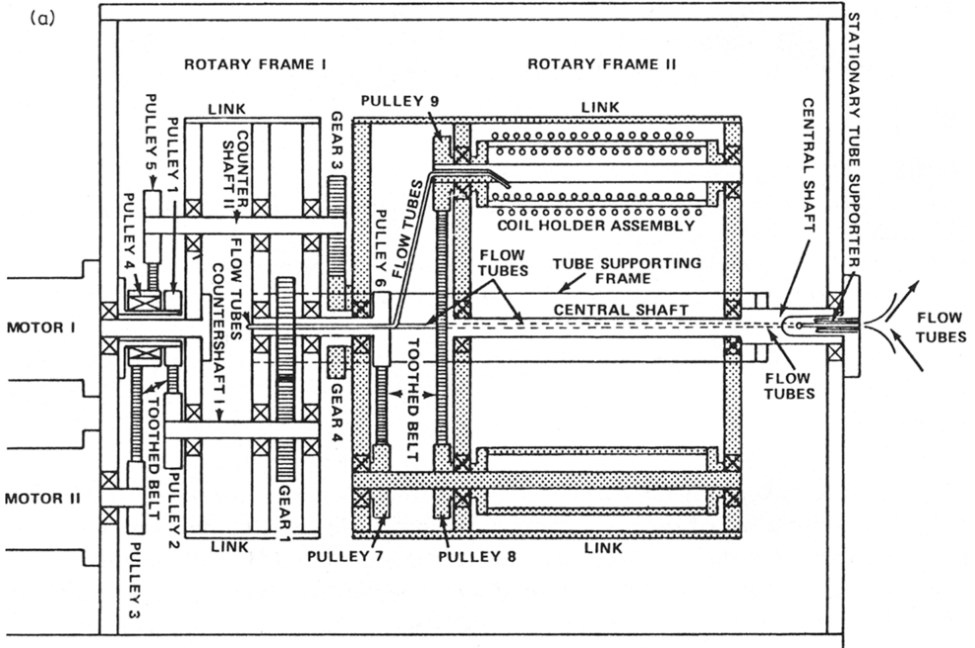 (a)
ROTARY FRAME I
ROTARY FRAME II
STATIONARY TUBE SUPPORTER
CENTRAL SHAFT
PULLEY 9
LINK
LINK
PULLEY 5
PULLEY 1
COUNTER
SHAFT II
GEAR 3
PULLEY 4
FLOW TUBES
PULLEY 6
FLOW TUBES
COIL HOLDER ASSEMBLY
FLOW
TUBES
TUBE SUPPORTING
FRAME
MOTOR I
COUNTERSHAFT I
CENTRAL SHAFT
FLOW
TUBES
TOOTHED BELT
GEAR 4
TOOTHED BELT
FLOW
TUBES
MOTOR II
GEAR 1
PULLEY 2
PULLEY 3
LINK
PULLEY 7
PULLEY 8
LINK